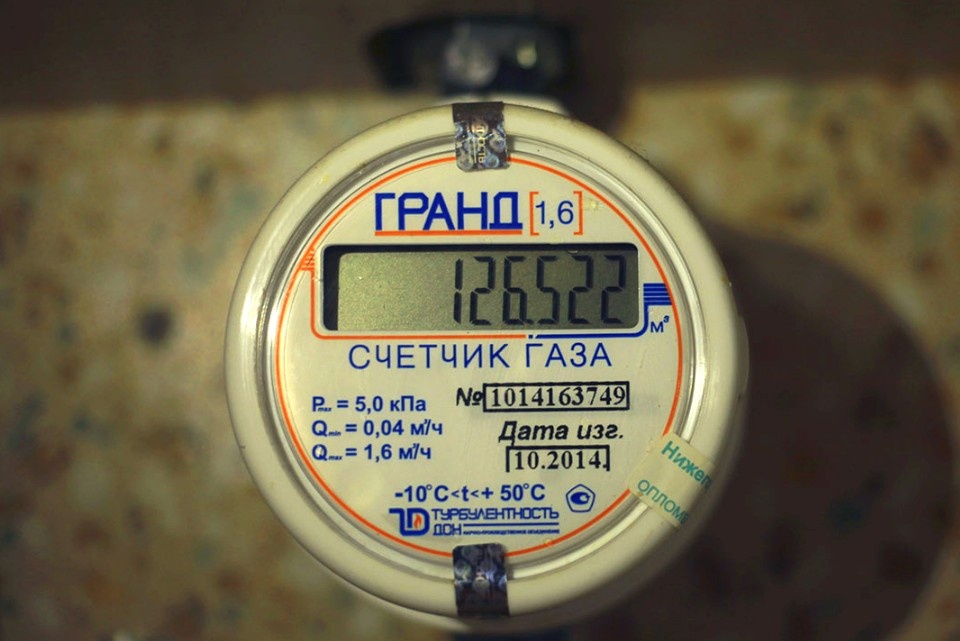 ГРАНД [1,6]
126.522
м³
СЧЕТЧИК ГАЗА
№ 1014163749
Pmax = 5,0 кПа
Qmin = 0,04 м³/ч
Qmax = 1,6 м³/ч
Дата изг.
10.2014.
-10°C<t<+ 50°C
ТУРБУЛЕНТНОСТЬ
ДОН